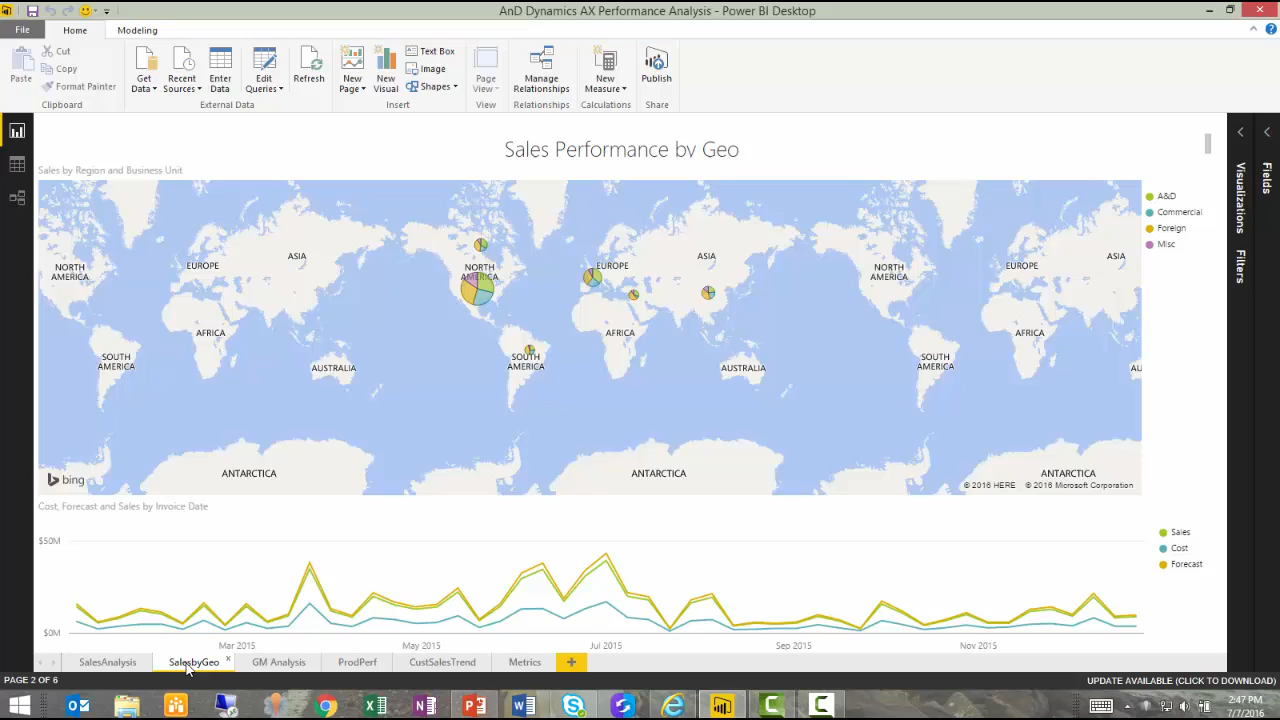 AnD Dynamics AX Performance Analysis - Power BI Desktop
File Home Modeling
Paste
Cut
Copy
Format Painter
Clipboard
Get Data
Recent Sources
Enter Data
Edit Queries
Refresh
External Data
New Page
New Visual
Text Box
Image
Shapes
Insert
Page View
View
Manage Relationships
Relationships
New Measure
Calculations
Publish
Share
Sales Performance by Geo
Sales by Region and Business Unit
A&D
Commercial
Foreign
Misc
NORTH AMERICA
EUROPE
ASIA
AFRICA
SOUTH AMERICA
AUSTRALIA
ANTARCTICA
NORTH AMERICA
EUROPE
ASIA
AFRICA
SOUTH AMERICA
AUSTRALIA
ANTARCTICA
NORTH AMERICA
EUROPE
ASIA
AFRICA
SOUTH AMERICA
AU
ANTARCTICA
bing
© 2016 HERE © 2016 Microsoft Corporation
Visualizations
Filters
Fields
Cost, Forecast and Sales by Invoice Date
$50M
$0M
Mar 2015 May 2015 Jul 2015 Sep 2015 Nov 2015
Sales
Cost
Forecast
SalesAnalysis SalesbyGeo GM Analysis ProdPerf CustSalesTrend Metrics
PAGE 2 OF 6
UPDATE AVAILABLE (CLICK TO DOWNLOAD)
2:47 PM
7/7/2016